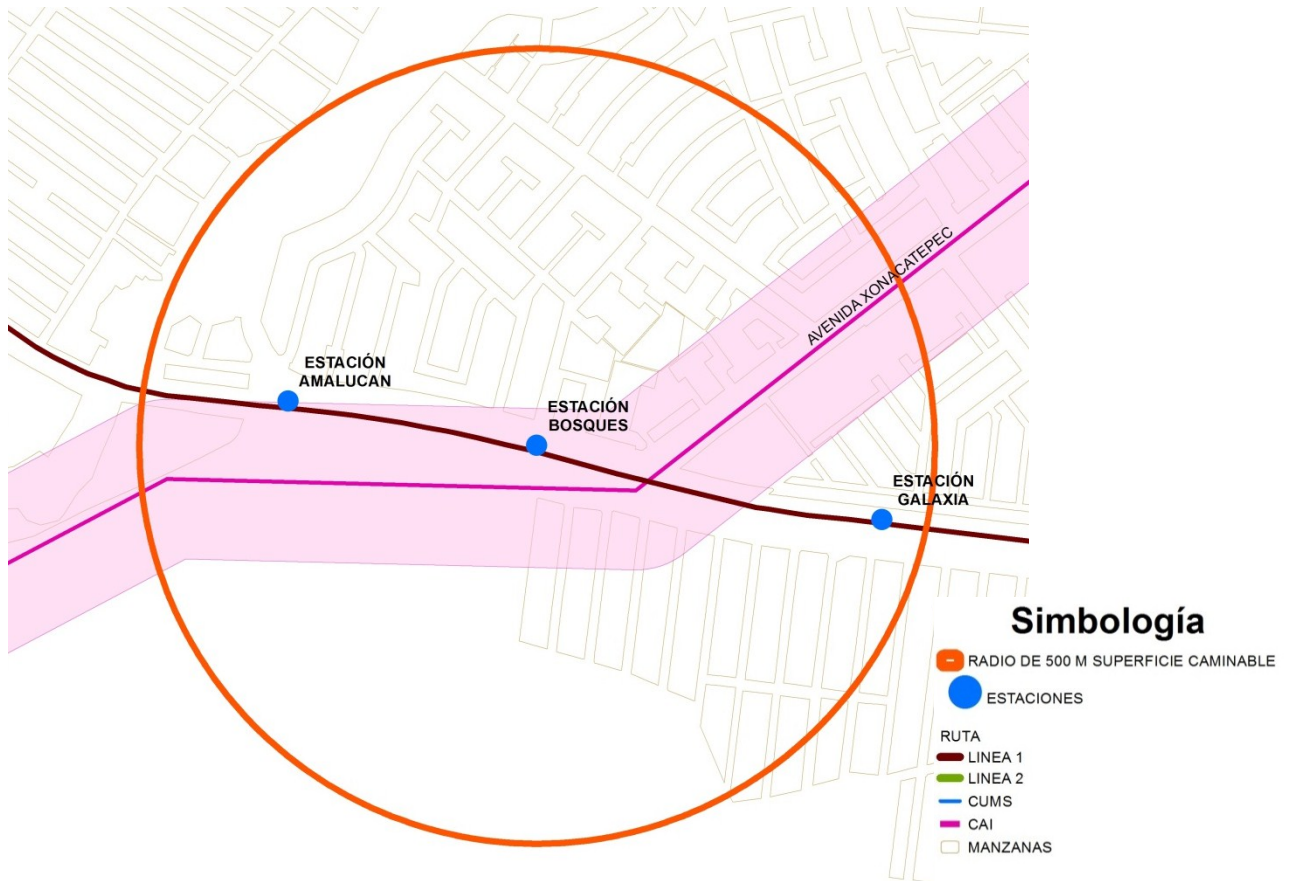 AVENIDA XONACATEPEC
ESTACIÓN
AMALUCAN
ESTACIÓN
BOSQUES
ESTACIÓN
GALAXIA
Simbología
RADIO DE 500 M SUPERFICIE CAMINABLE
ESTACIONES
RUTA
LINEA 1
LINEA 2
CUMS
CAI
MANZANAS